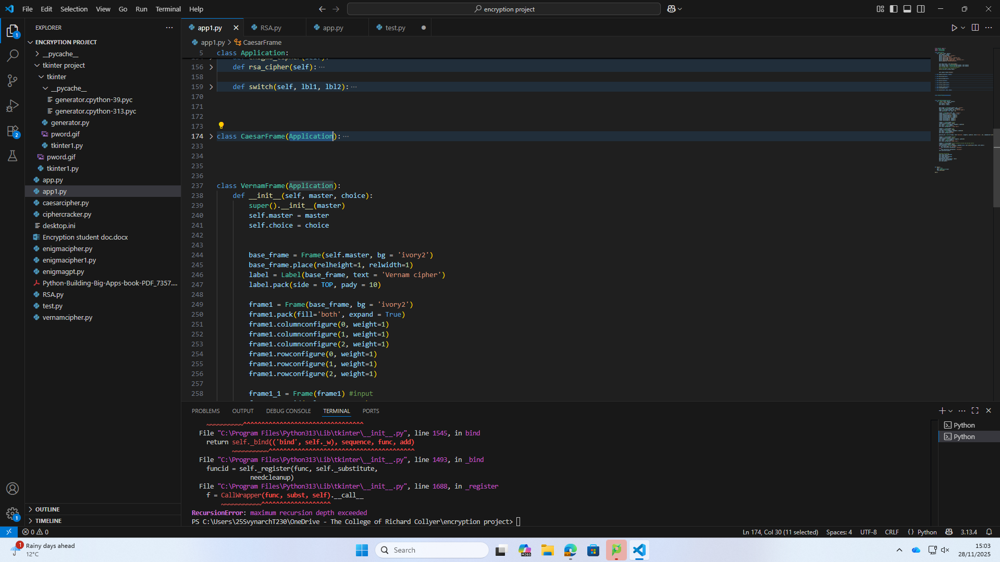 File Edit Selection View Go Run Terminal Help
encryption project
EXPLORER
ENCRYPTION PROJECT
__pycache__
tkinter project
tkinter
__pycache__
generator.cpython-39.pyc
generator.cpython-313.pyc
generator.py
pword.gif
tkinter1.py
pword.gif
tkinter1.py
app.py
app1.py
caesarcipher.py
ciphercracker.py
desktop.ini
Encryption student doc.docx
enigmacipher.py
enigmacipher1.py
enigmagpt.py
Python-Building-Big-Apps-book-PDF_7357....
RSA.py
test.py
vernamcipher.py
OUTLINE
TIMELINE
1
2
1
app1.py RSA.py app.py test.py
app1.py > CaesarFrame
5 class Application:
156 def rsa_cipher(self):···
158
159 def switch(self, lbl1, lbl2):···
170
171
172
173
174 class CaesarFrame(Application):···
233
234
235
236
237 class VernamFrame(Application):
238 def __init__(self, master, choice):
239 super().__init__(master)
240 self.master = master
241 self.choice = choice
242
243
244 base_frame = Frame(self.master, bg = 'ivory2')
245 base_frame.place(relheight=1, relwidth=1)
246 label = Label(base_frame, text = 'Vernam cipher')
247 label.pack(side = TOP, pady = 10)
248
249 frame1 = Frame(base_frame, bg = 'ivory2')
250 frame1.pack(fill='both', expand = True)
251 frame1.columnconfigure(0, weight=1)
252 frame1.columnconfigure(1, weight=1)
253 frame1.columnconfigure(2, weight=1)
254 frame1.rowconfigure(0, weight=1)
255 frame1.rowconfigure(1, weight=1)
256 frame1.rowconfigure(2, weight=1)
257
258 frame1_1 = Frame(frame1) #input
PROBLEMS OUTPUT DEBUG CONSOLE TERMINAL PORTS
~~~~~~~~~~^^^^^^^^^^^^^^^^^^^^^^^^^^^^^^^^^
File "C:\Program Files\Python313\Lib\tkinter\__init__.py", line 1545, in bind
return self._bind(('bind', self._w), sequence, func, add)
~~~~~~~~~~^^^^^^^^^^^^^^^^^^^^^^^^^^^^^^^^^^^^^^^^
File "C:\Program Files\Python313\Lib\tkinter\__init__.py", line 1493, in _bind
funcid = self._register(func, self._substitute,
needcleanup)
File "C:\Program Files\Python313\Lib\tkinter\__init__.py", line 1688, in _register
f = CallWrapper(func, subst, self).__call__
~~~~~~~~~~~^^^^^^^^^^^^^^^^^^^
RecursionError: maximum recursion depth exceeded
PS C:\Users\25SvynarchT230\OneDrive - The College of Richard Collyer\encryption project>
Python
Python
0 0
Ln 174, Col 30 (11 selected) Spaces: 4 UTF-8 CRLF {} Python 3.13.4
1
Rainy days ahead
12°C
Search
M365
15:03
28/11/2025